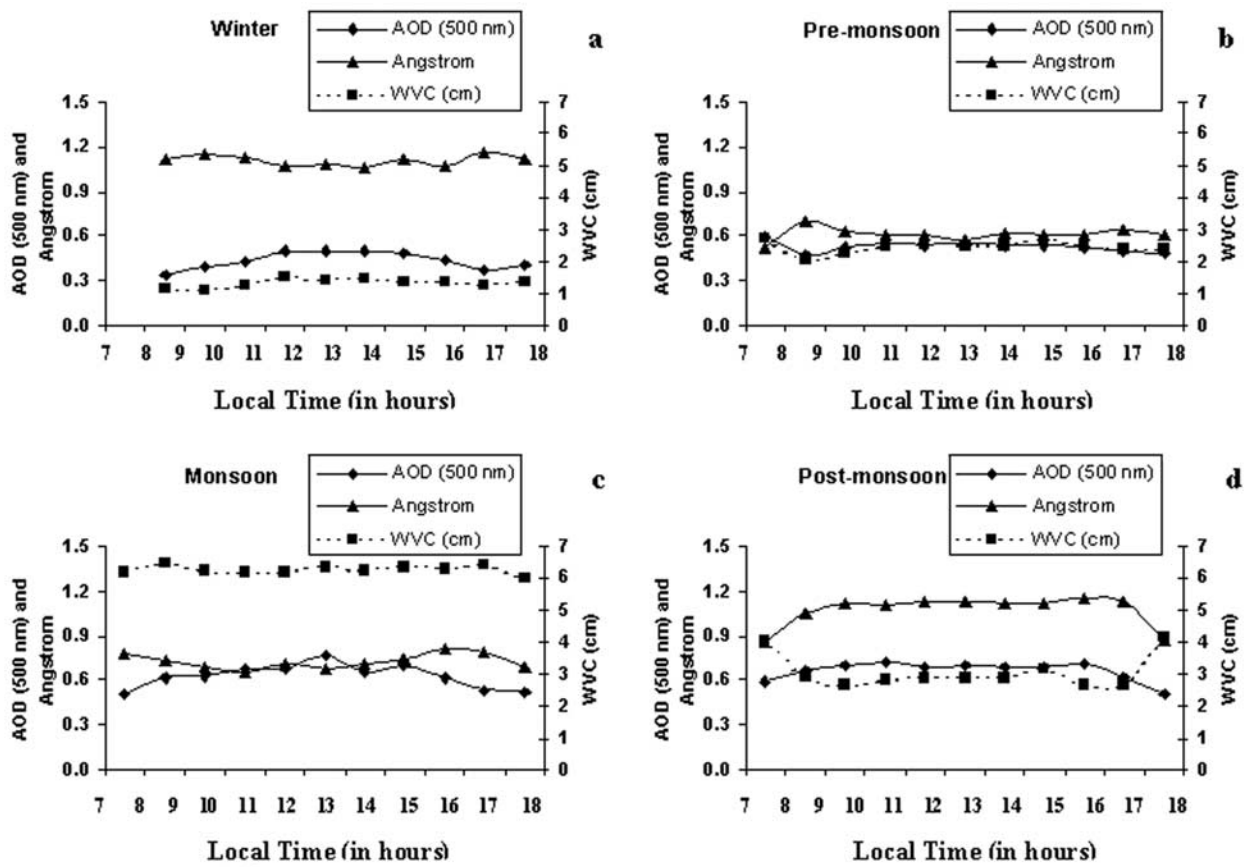 Winter
AOD (500 nm)
Angstrom
WVC (cm)
a
AOD (500 nm) and
Angstrom
1.5
1.2
0.9
0.6
0.3
0.0
7
6
5
4
3
2
1
0
WVC (cm)
7 8 9 10 11 12 13 14 15 16 17 18
Local Time (in hours)
Pre-monsoon
AOD (500 nm)
Angstrom
WVC (cm)
b
AOD (500 nm) and
Angstrom
1.5
1.2
0.9
0.6
0.3
0.0
7
6
5
4
3
2
1
0
WVC (cm)
7 8 9 10 11 12 13 14 15 16 17 18
Local Time (in hours)
Monsoon
AOD (500 nm)
Angstrom
WVC (cm)
c
AOD (500 nm) and
Angstrom
1.5
1.2
0.9
0.6
0.3
0.0
7
6
5
4
3
2
1
0
WVC (cm)
7 8 9 10 11 12 13 14 15 16 17 18
Local Time (in hours)
Post-monsoon
AOD (500 nm)
Angstrom
WVC (cm)
d
AOD (500 nm) and
Angstrom
1.5
1.2
0.9
0.6
0.3
0.0
7
6
5
4
3
2
1
0
WVC (cm)
7 8 9 10 11 12 13 14 15 16 17 18
Local Time (in hours)